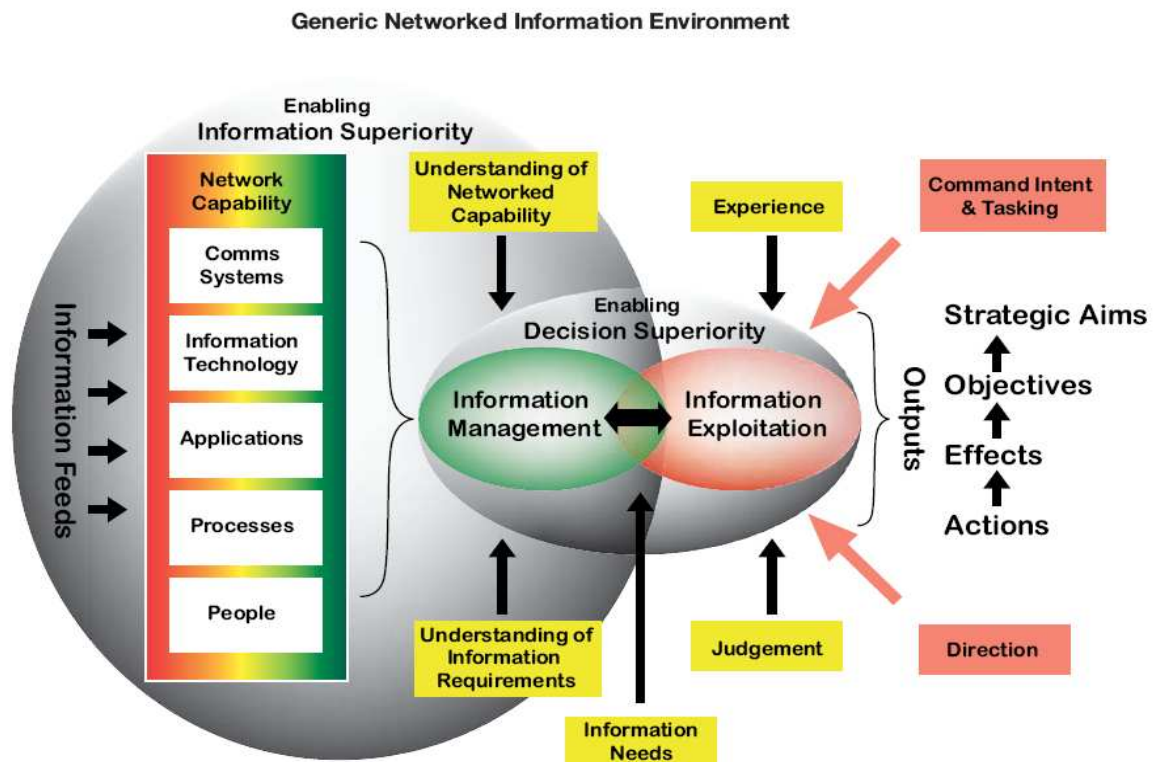 Generic Networked Information Environment
Enabling
Information Superiority
Network
Capability
Comms
Systems
Information
Technology
Applications
Processes
People
Information Feeds
Understanding of
Networked
Capability
Experience
Command Intent
& Tasking
Enabling
Decision Superiority
Information
Management
Information
Exploitation
Outputs
Strategic Aims
Objectives
Effects
Actions
Understanding of
Information
Requirements
Judgement
Direction
Information
Needs